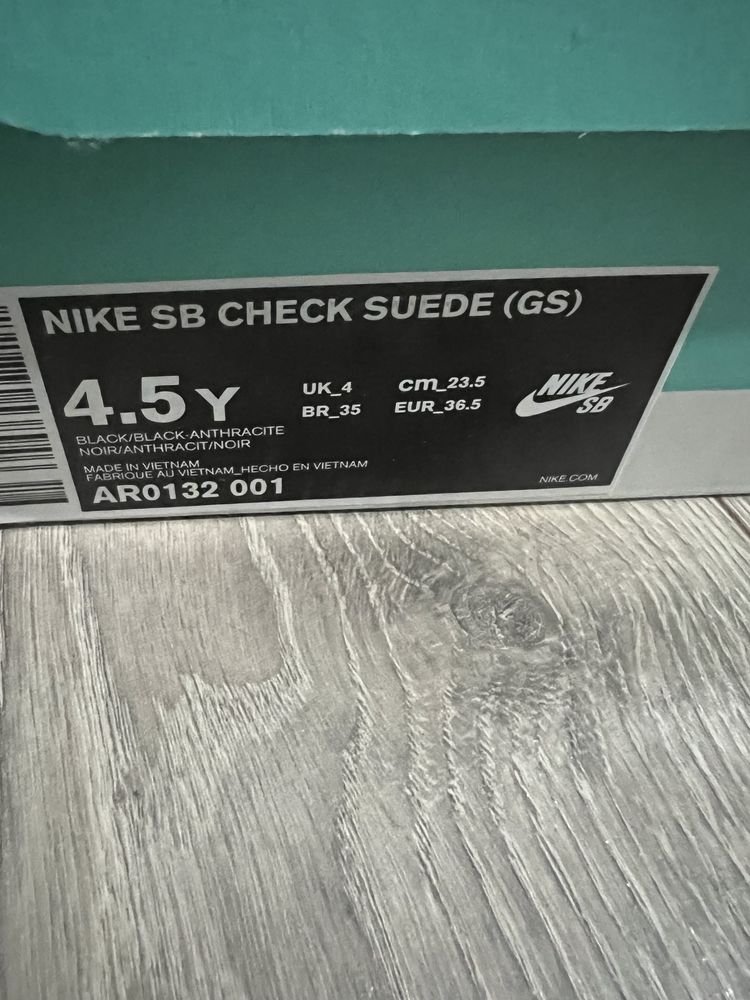 NIKE SB CHECK SUEDE (GS)
4.5 Y
UK_4
cm_23.5
BR_35
EUR_36.5
NIKE
SB
BLACK/BLACK-ANTHRACITE
NOIR/ANTHRACIT/NOIR
MADE IN VIETNAM
FABRIQUE AU VIETNAM_HECHO EN VIETNAM
AR0132 001
NIKE.COM